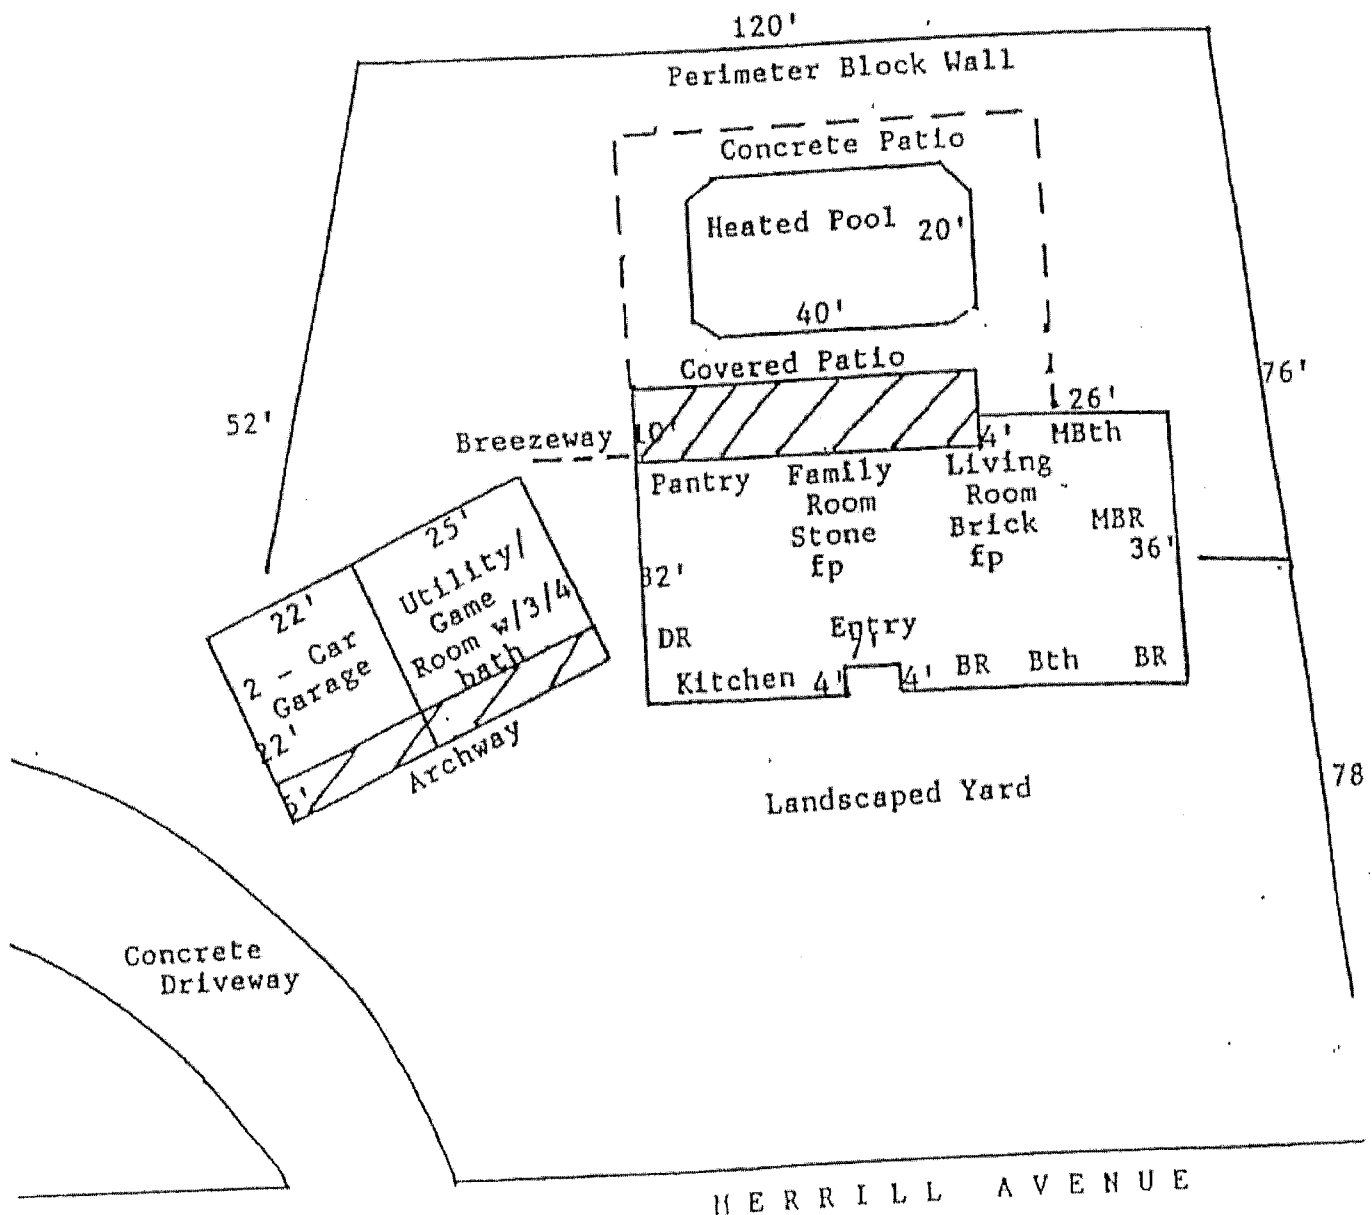 120'
Perimeter Block Wall
Concrete Patio
Heated Pool 20'
40'
Covered Patio
76'
26'
52'
Breezeway 10'
4' MBth
Pantry
Family
Room
Stone
fp
Living
Room
Brick
fp
MBR
36'
32'
25'
Utility/
Game
Room w/3/4
bath
22'
2 - Car
Garage
22'
5'
Archway
Entry
7'
DR
Kitchen 4' 4' BR Bth BR
Landscaped Yard
78
Concrete
Driveway
MERRILL AVENUE